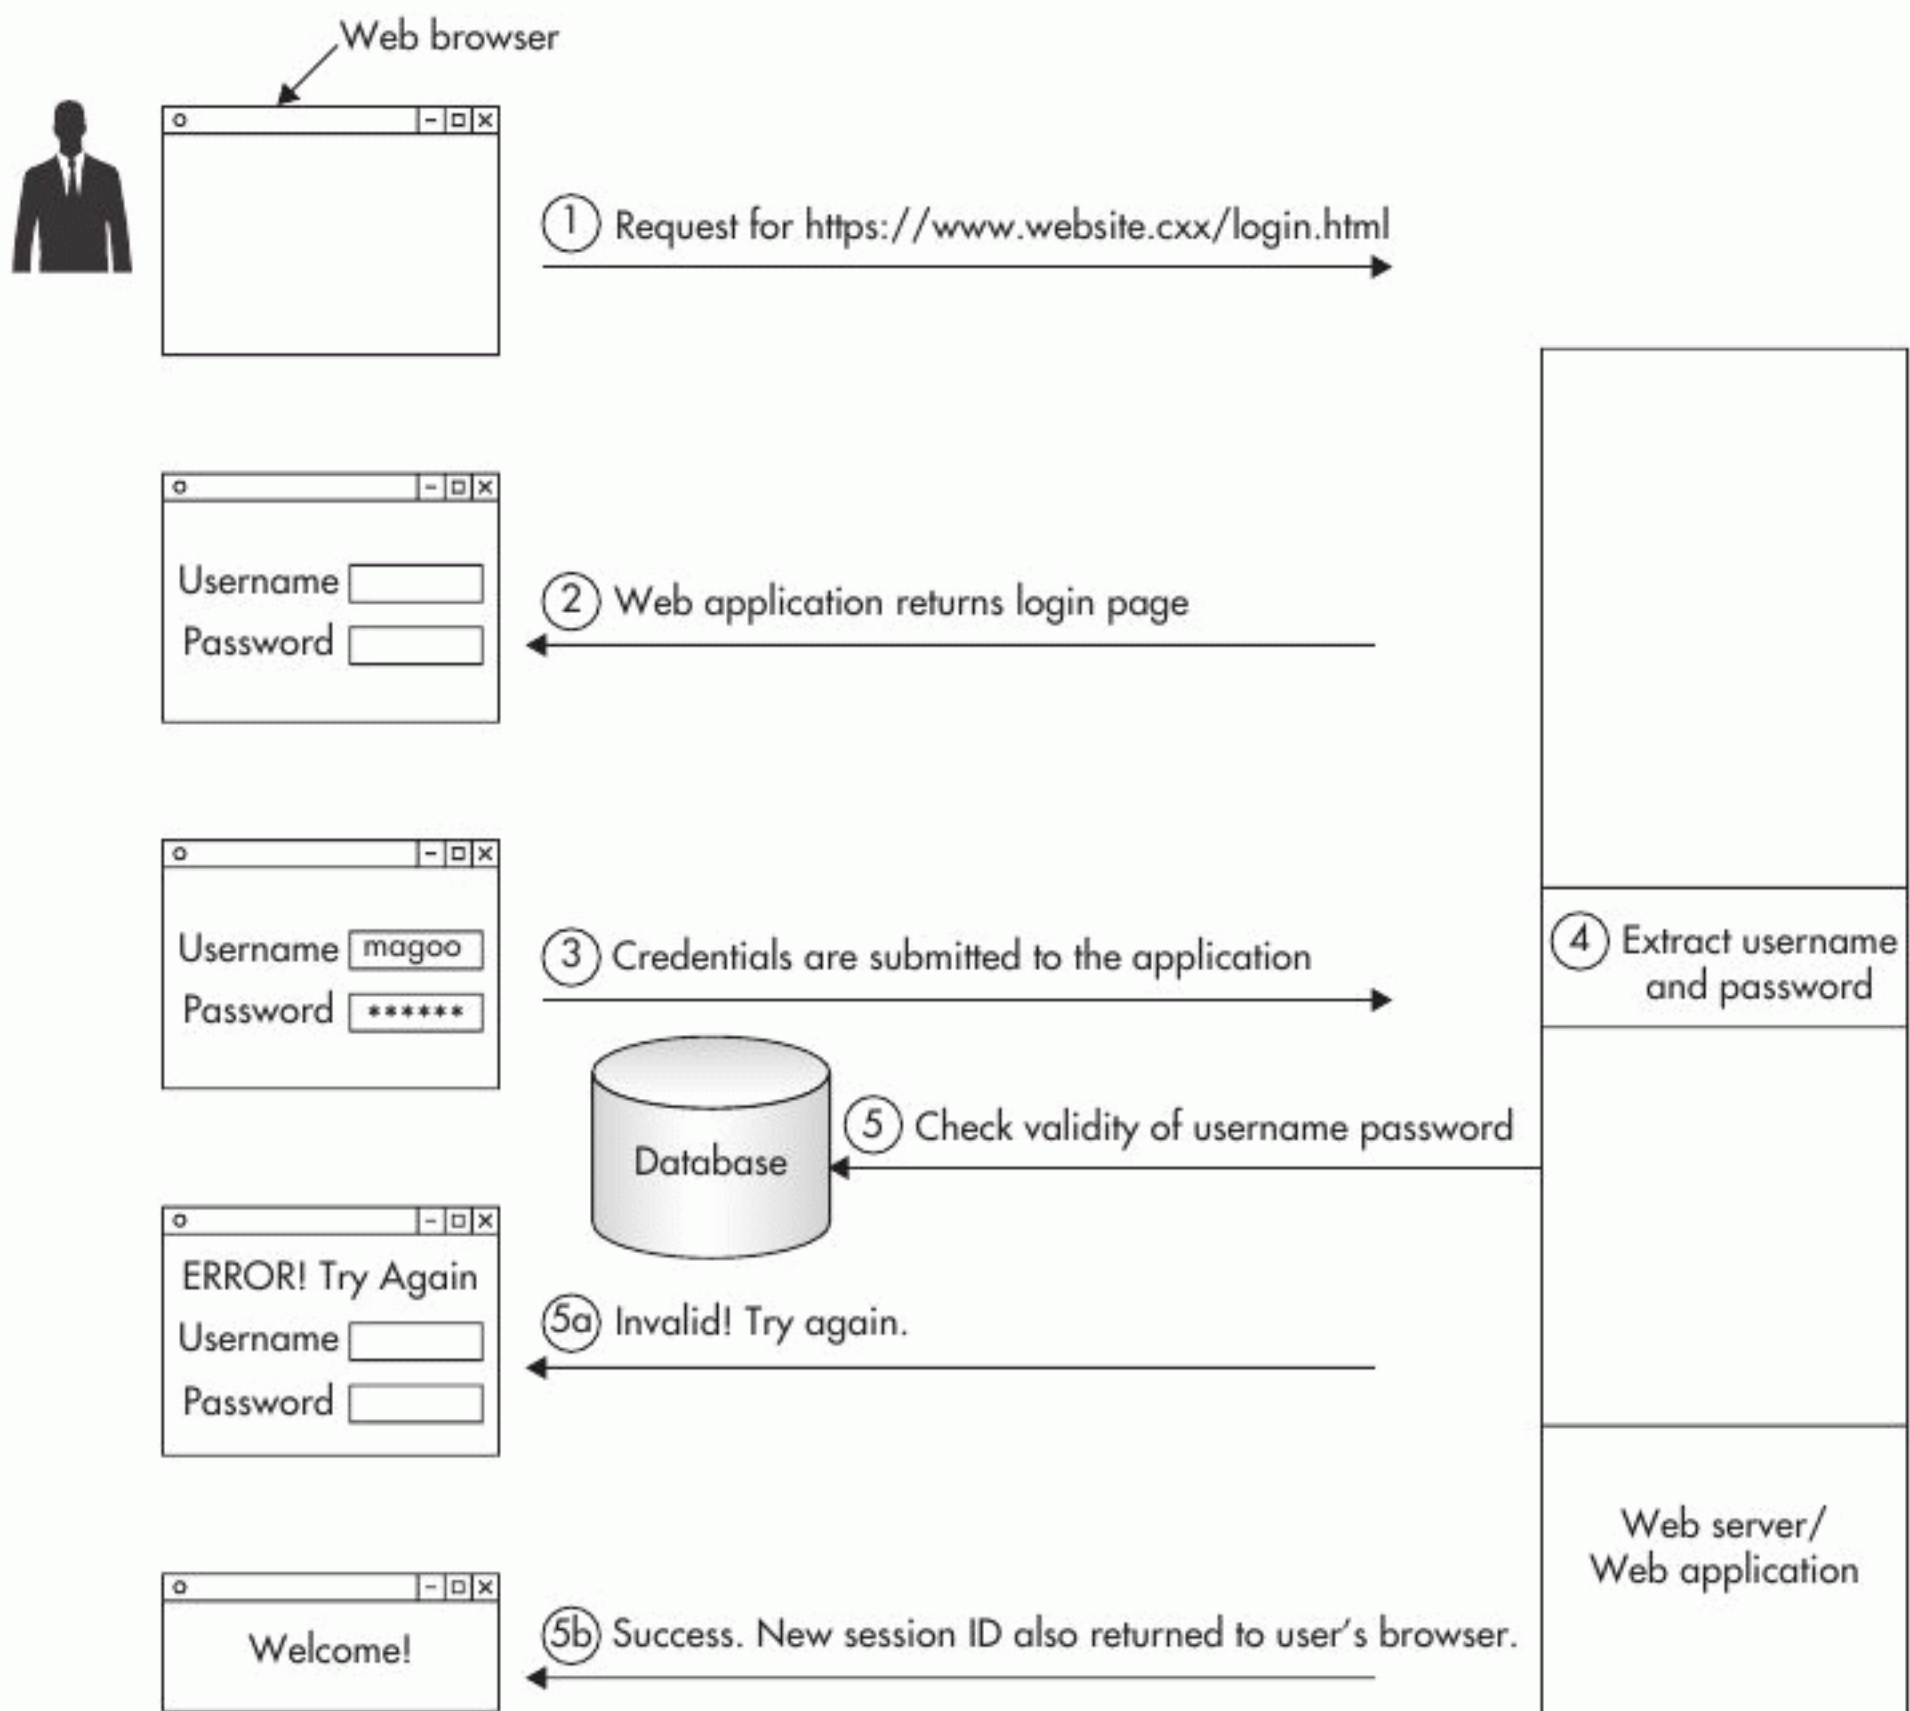 Web browser
1 Request for https://www.website.cxx/login.html
Username
Password
2 Web application returns login page
Username magoo
Password ******
3 Credentials are submitted to the application
4 Extract username
and password
Database
5 Check validity of username password
ERROR! Try Again
Username
Password
5a Invalid! Try again.
Web server/
Web application
Welcome!
5b Success. New session ID also returned to user's browser.